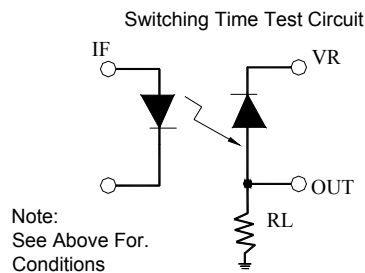 Switching Time Test Circuit
IF
VR
OUT
RL
Note:
See Above For.
Conditions